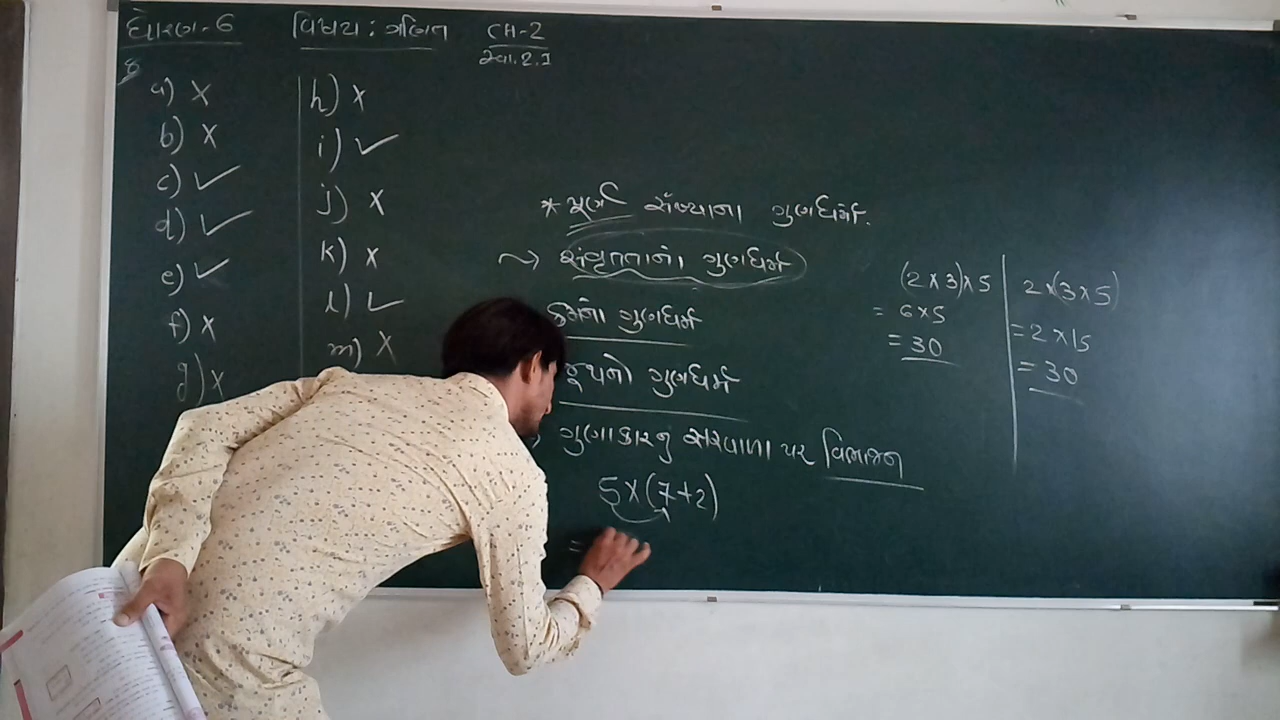 ધોરણ-6 વિષય : ગણિત CH-2
સ્વા.2.1
8
a) ×
b) ×
c) ✓
d) ✓
e) ✓
f) ×
g) ×
h) ×
i) ✓
j) ×
k) ×
l) ✓
m) ×
* પૂર્ણ સંખ્યાના ગુણધર્મો.
~> સંવૃતતાનો ગુણધર્મ
ક્રમનો ગુણધર્મ
જૂથનો ગુણધર્મ
ગુણાકારનું સરવાળા પર વિભાજન
5×(7+2)
=
(2×3)×5
= 6×5
= 30
2×(3×5)
= 2×15
= 30